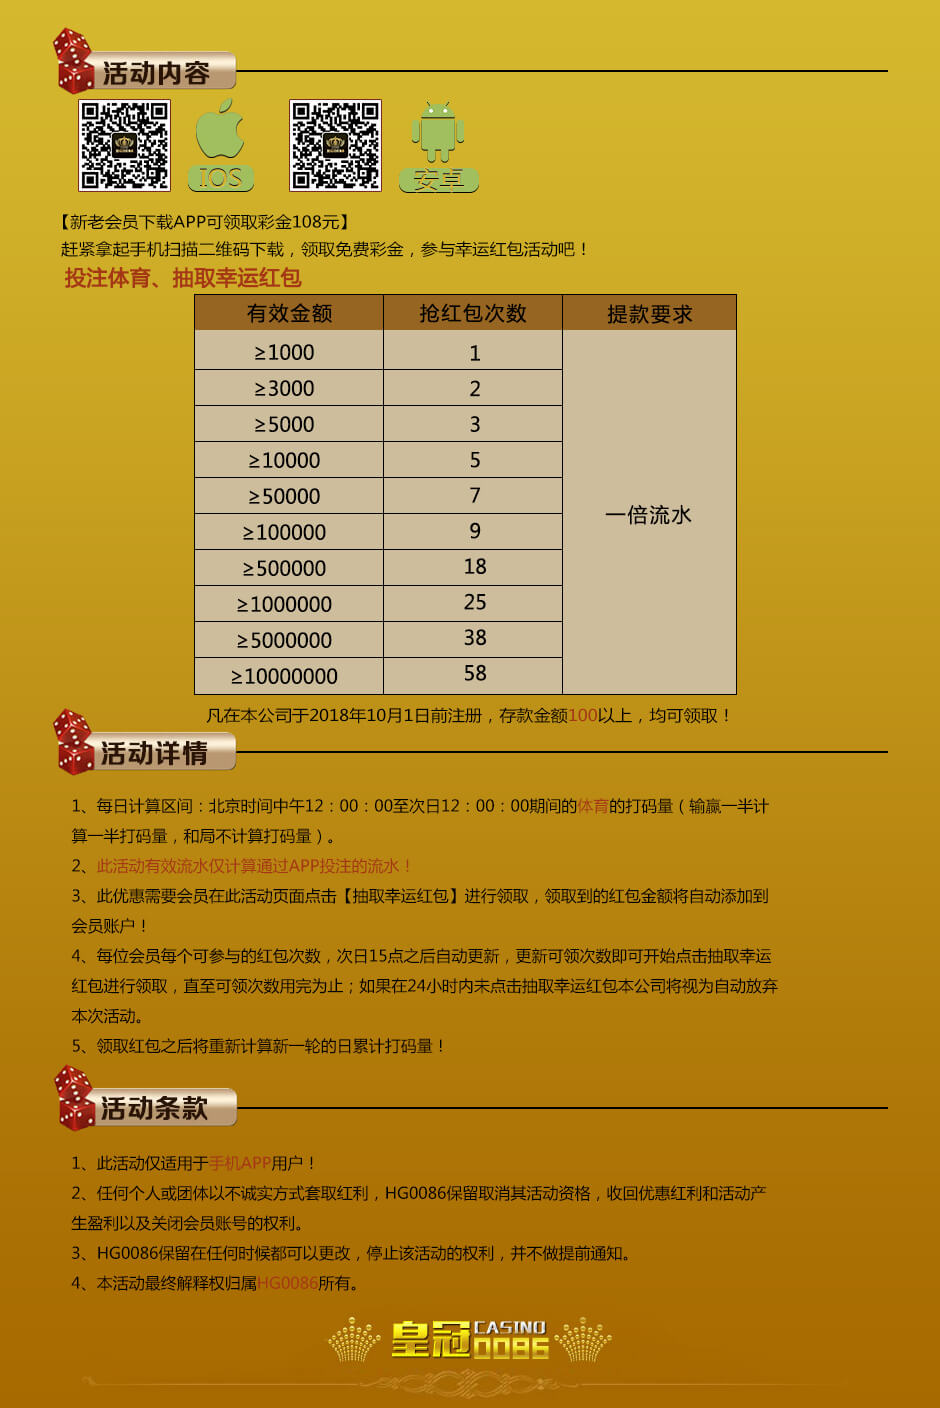 活动内容
IOS
安卓
【新老会员下载APP可领取彩金108元】
赶紧拿起手机扫描二维码下载，领取免费彩金，参与幸运红包活动吧！
投注体育、抽取幸运红包
有效金额 抢红包次数 提款要求
≥1000 1
≥3000 2
≥5000 3
≥10000 5
≥50000 7
一倍流水
≥100000 9
≥500000 18
≥1000000 25
≥5000000 38
≥10000000 58
凡在本公司于2018年10月1日前注册，存款金额100以上，均可领取！
活动详情
1、每日计算区间：北京时间中午12：00：00至次日12：00：00期间的体育的打码量（输赢一半计
算一半打码量，和局不计算打码量）。
2、此活动有效流水仅计算通过APP投注的流水！
3、此优惠需要会员在此活动页面点击【抽取幸运红包】进行领取，领取到的红包金额将自动添加到
会员账户！
4、每位会员每个可参与的红包次数，次日15点之后自动更新，更新可领次数即可开始点击抽取幸运
红包进行领取，直至可领次数用完为止；如果在24小时内未点击抽取幸运红包本公司将视为自动放弃
本次活动。
5、领取红包之后将重新计算新一轮的日累计打码量！
活动条款
1、此活动仅适用于手机APP用户！
2、任何个人或团体以不诚实方式套取红利，HG0086保留取消其活动资格，收回优惠红利和活动产
生盈利以及关闭会员账号的权利。
3、HG0086保留在任何时候都可以更改，停止该活动的权利，并不做提前通知。
4、本活动最终解释权归属HG0086所有。
皇冠 CASINO 0086